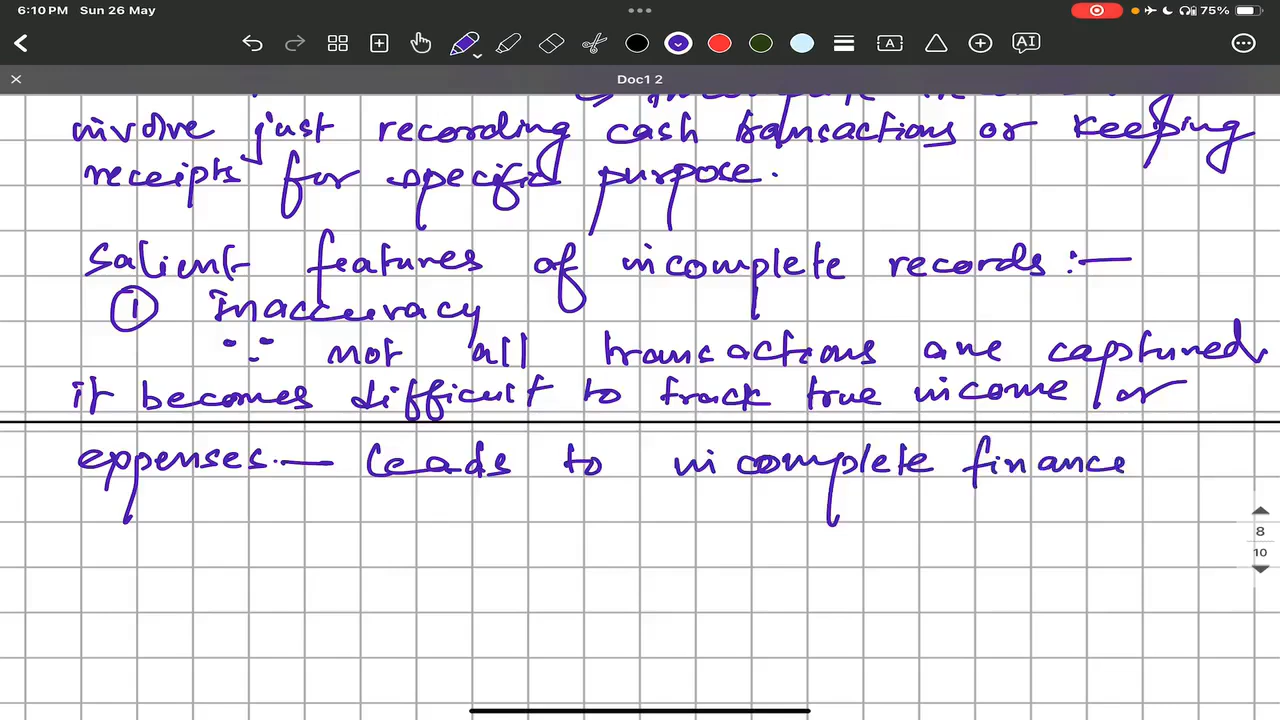 6:10 PM Sun 26 May
75%
A
AI
Doc1 2
involve just recording cash transactions or keeping
receipts for specific purpose.
Salient features of incomplete records :—
① Inaccuracy
∵ not all transactions are captured,
it becomes difficult to track true income or
expenses. — leads to incomplete finance
8
10